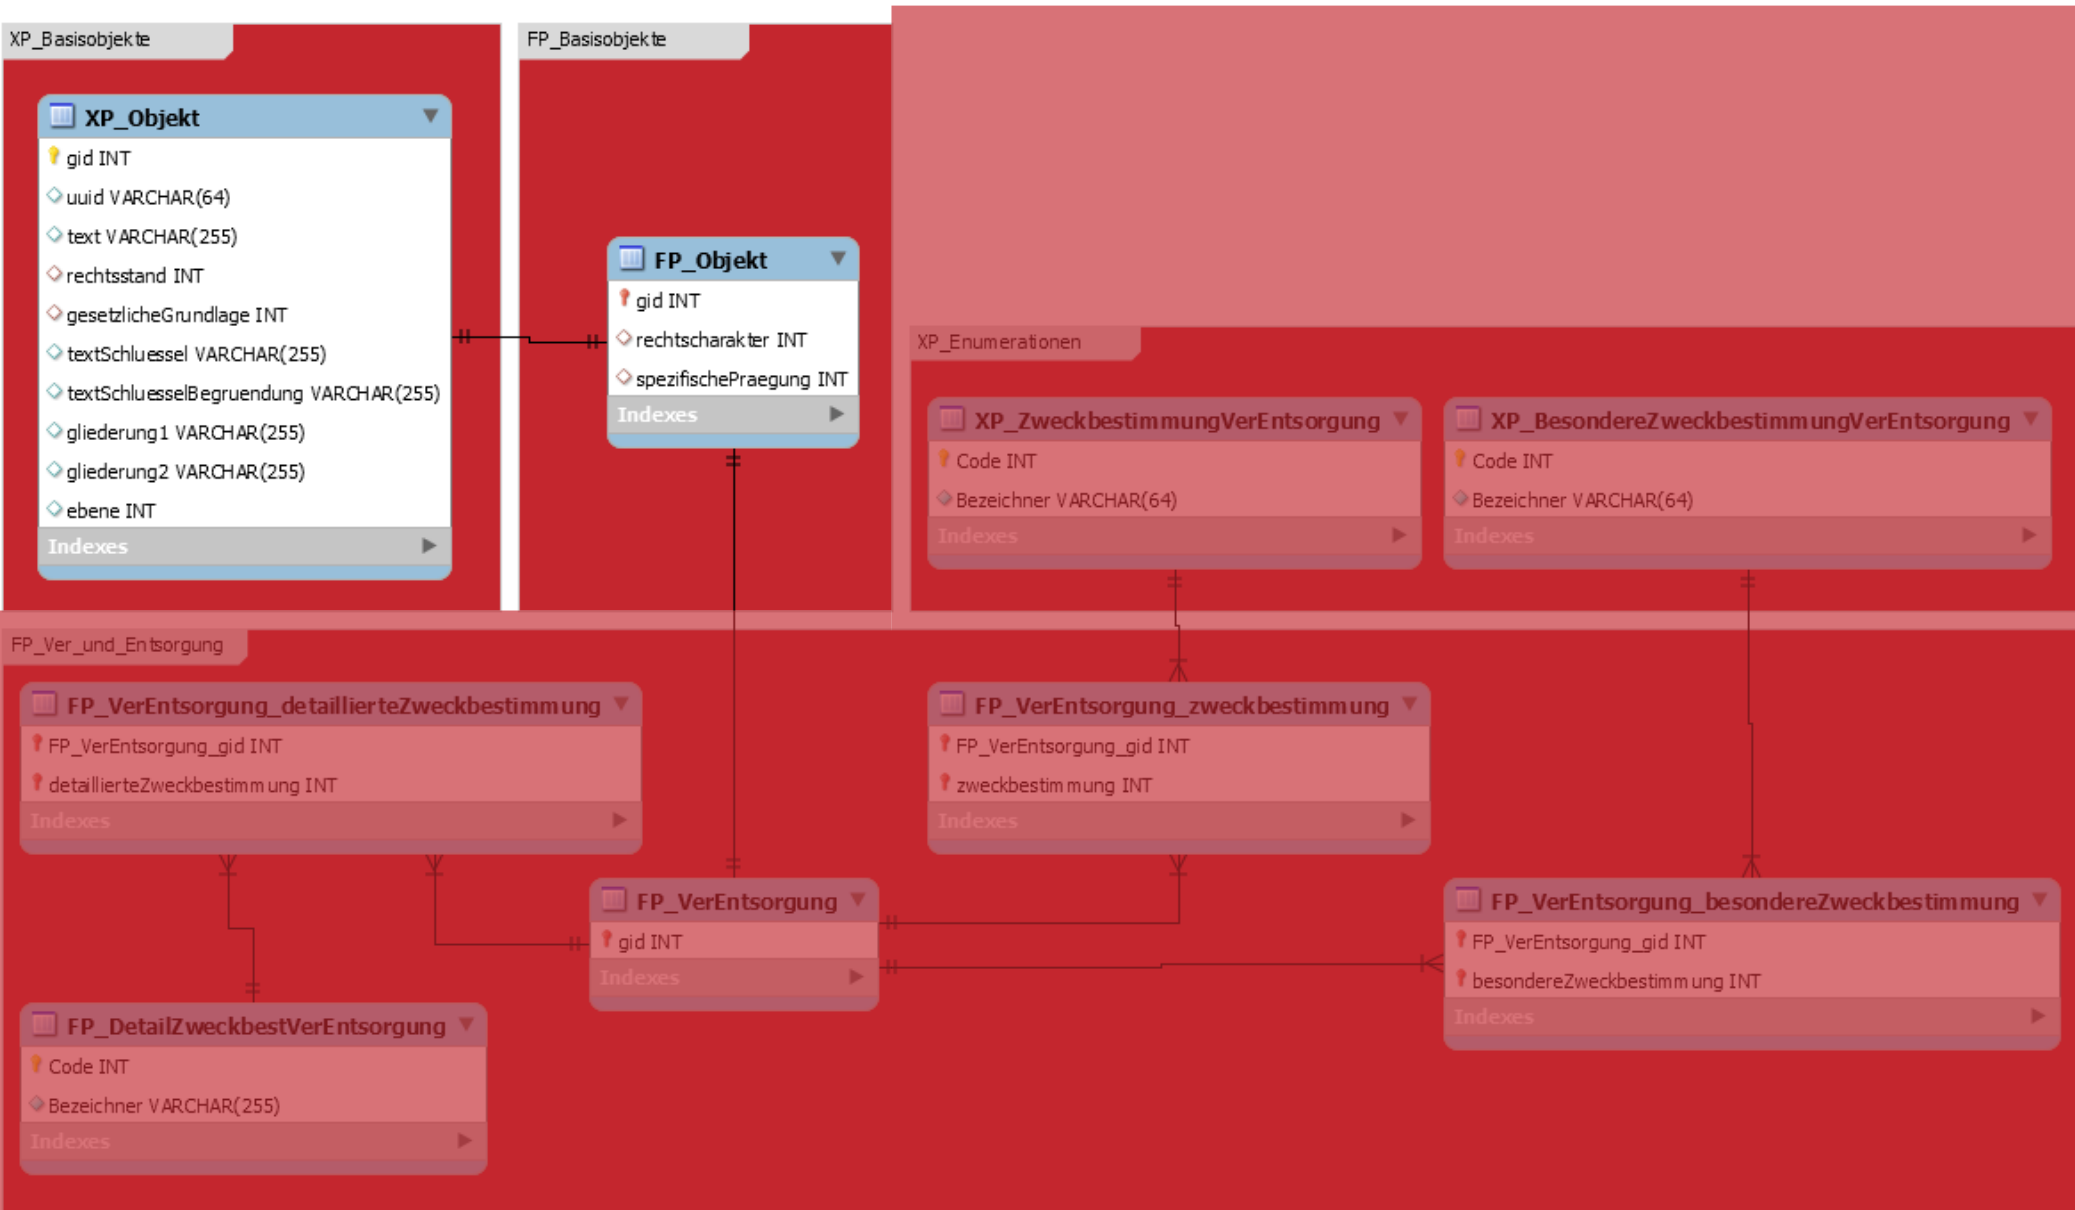 XP_Basisobjekte
XP_Objekt
gid INT
uuid VARCHAR(64)
text VARCHAR(255)
rechtsstand INT
gesetzlicheGrundlage INT
textSchluessel VARCHAR(255)
textSchluesselBegruendung VARCHAR(255)
gliederung1 VARCHAR(255)
gliederung2 VARCHAR(255)
ebene INT
Indexes
FP_Basisobjekte
FP_Objekt
gid INT
rechtscharakter INT
spezifischePraegung INT
Indexes
XP_Enumerationen
XP_ZweckbestimmungVerEntsorgung
Code INT
Bezeichner VARCHAR(64)
Indexes
XP_BesondereZweckbestimmungVerEntsorgung
Code INT
Bezeichner VARCHAR(64)
Indexes
FP_Ver_und_Entsorgung
FP_VerEntsorgung_detaillierteZweckbestimmung
FP_VerEntsorgung_gid INT
detaillierteZweckbestimmung INT
Indexes
FP_VerEntsorgung_zweckbestimmung
FP_VerEntsorgung_gid INT
zweckbestimmung INT
Indexes
FP_VerEntsorgung
gid INT
Indexes
FP_VerEntsorgung_besondereZweckbestimmung
FP_VerEntsorgung_gid INT
besondereZweckbestimmung INT
Indexes
FP_DetailZweckbestVerEntsorgung
Code INT
Bezeichner VARCHAR(255)
Indexes